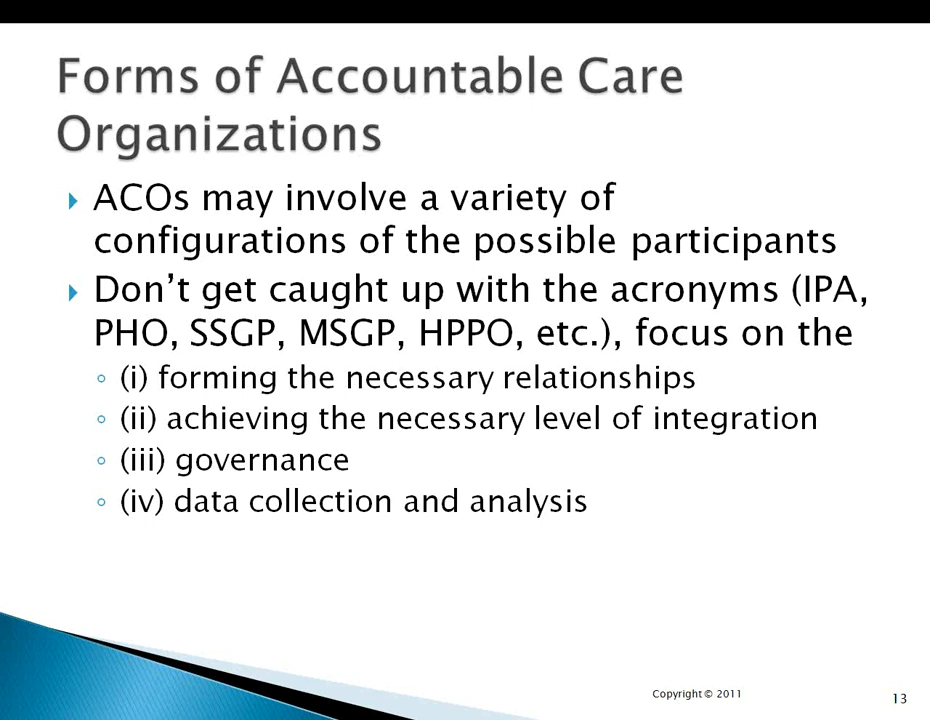 Forms of Accountable Care
Organizations
ACOs may involve a variety of
configurations of the possible participants
Don’t get caught up with the acronyms (IPA,
PHO, SSGP, MSGP, HPPO, etc.), focus on the
(i) forming the necessary relationships
(ii) achieving the necessary level of integration
(iii) governance
(iv) data collection and analysis
Copyright © 2011
13